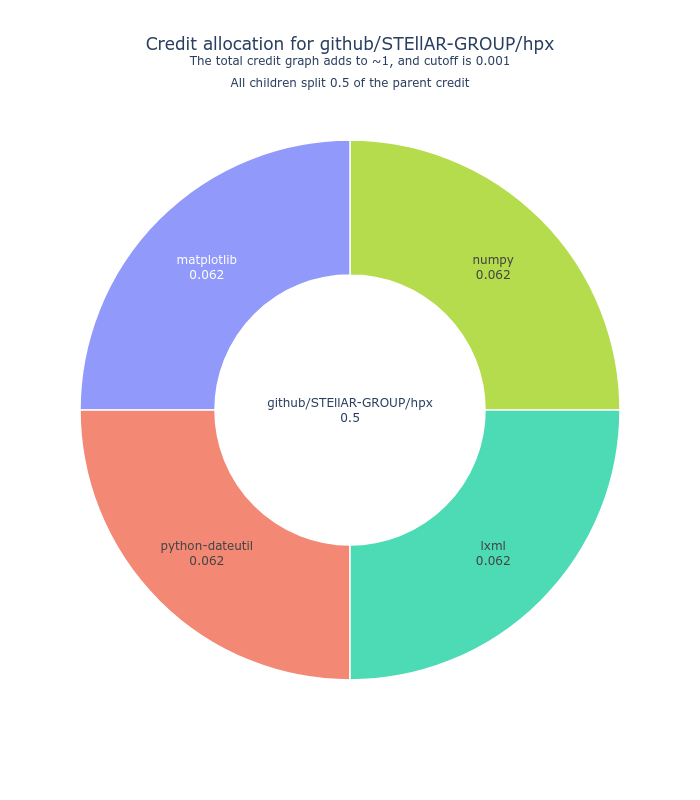 Credit allocation for github/STEllAR-GROUP/hpx
The total credit graph adds to ~1, and cutoff is 0.001
All children split 0.5 of the parent credit
matplotlib
0.062
numpy
0.062
github/STEllAR-GROUP/hpx
0.5
python-dateutil
0.062
lxml
0.062